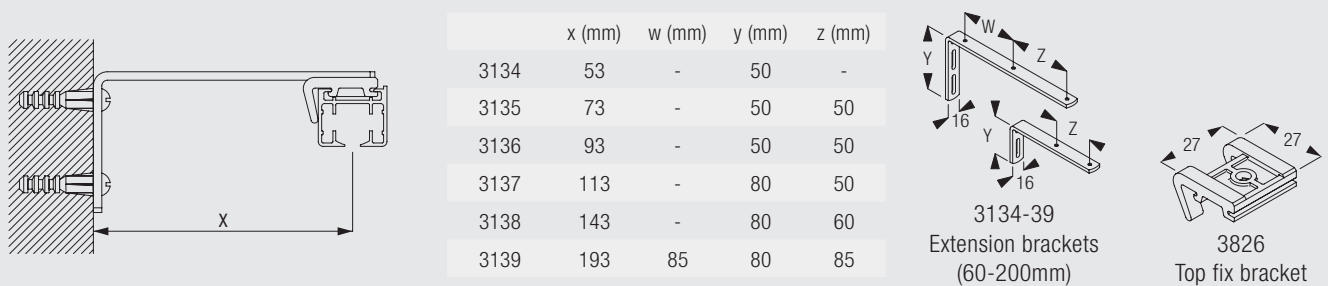 X
x (mm) w (mm) y (mm) z (mm)
3134 53 - 50 -
3135 73 - 50 50
3136 93 - 50 50
3137 113 - 80 50
3138 143 - 80 60
3139 193 85 80 85
W
Y
Z
16
Y
Z
16
3134-39
Extension brackets
(60-200mm)
27 27
3826
Top fix bracket